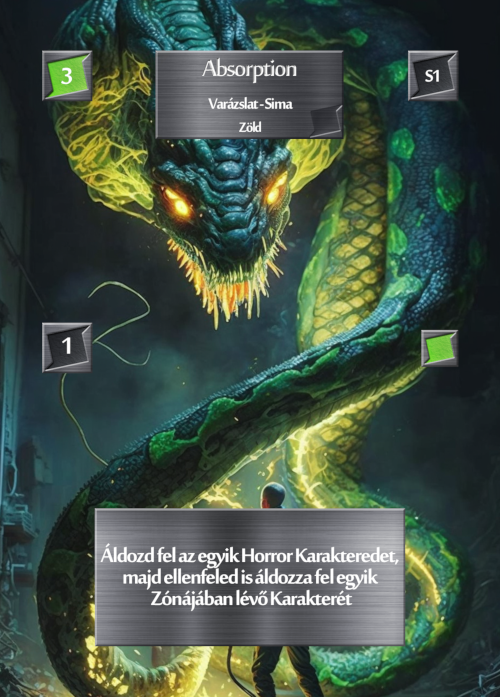 3
Absorption
S1
Varázslat - Sima
Zöld
1
Áldozd fel az egyik Horror Karakteredet,
majd ellenfeled is áldozza fel egyik
Zónájában lévő Karakterét